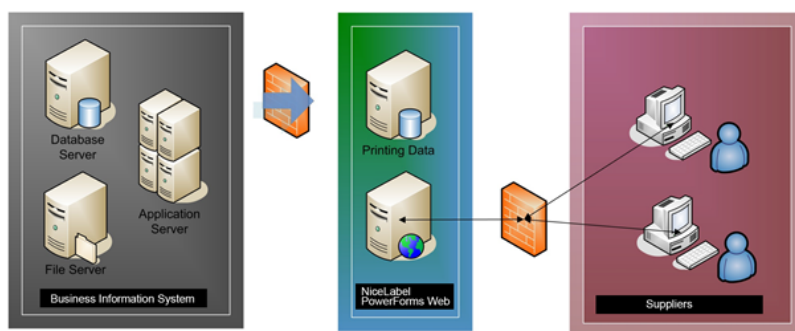 Database
Server
Application
Server
File Server
Business Information System
Printing Data
NiceLabel
PowerForms Web
Suppliers